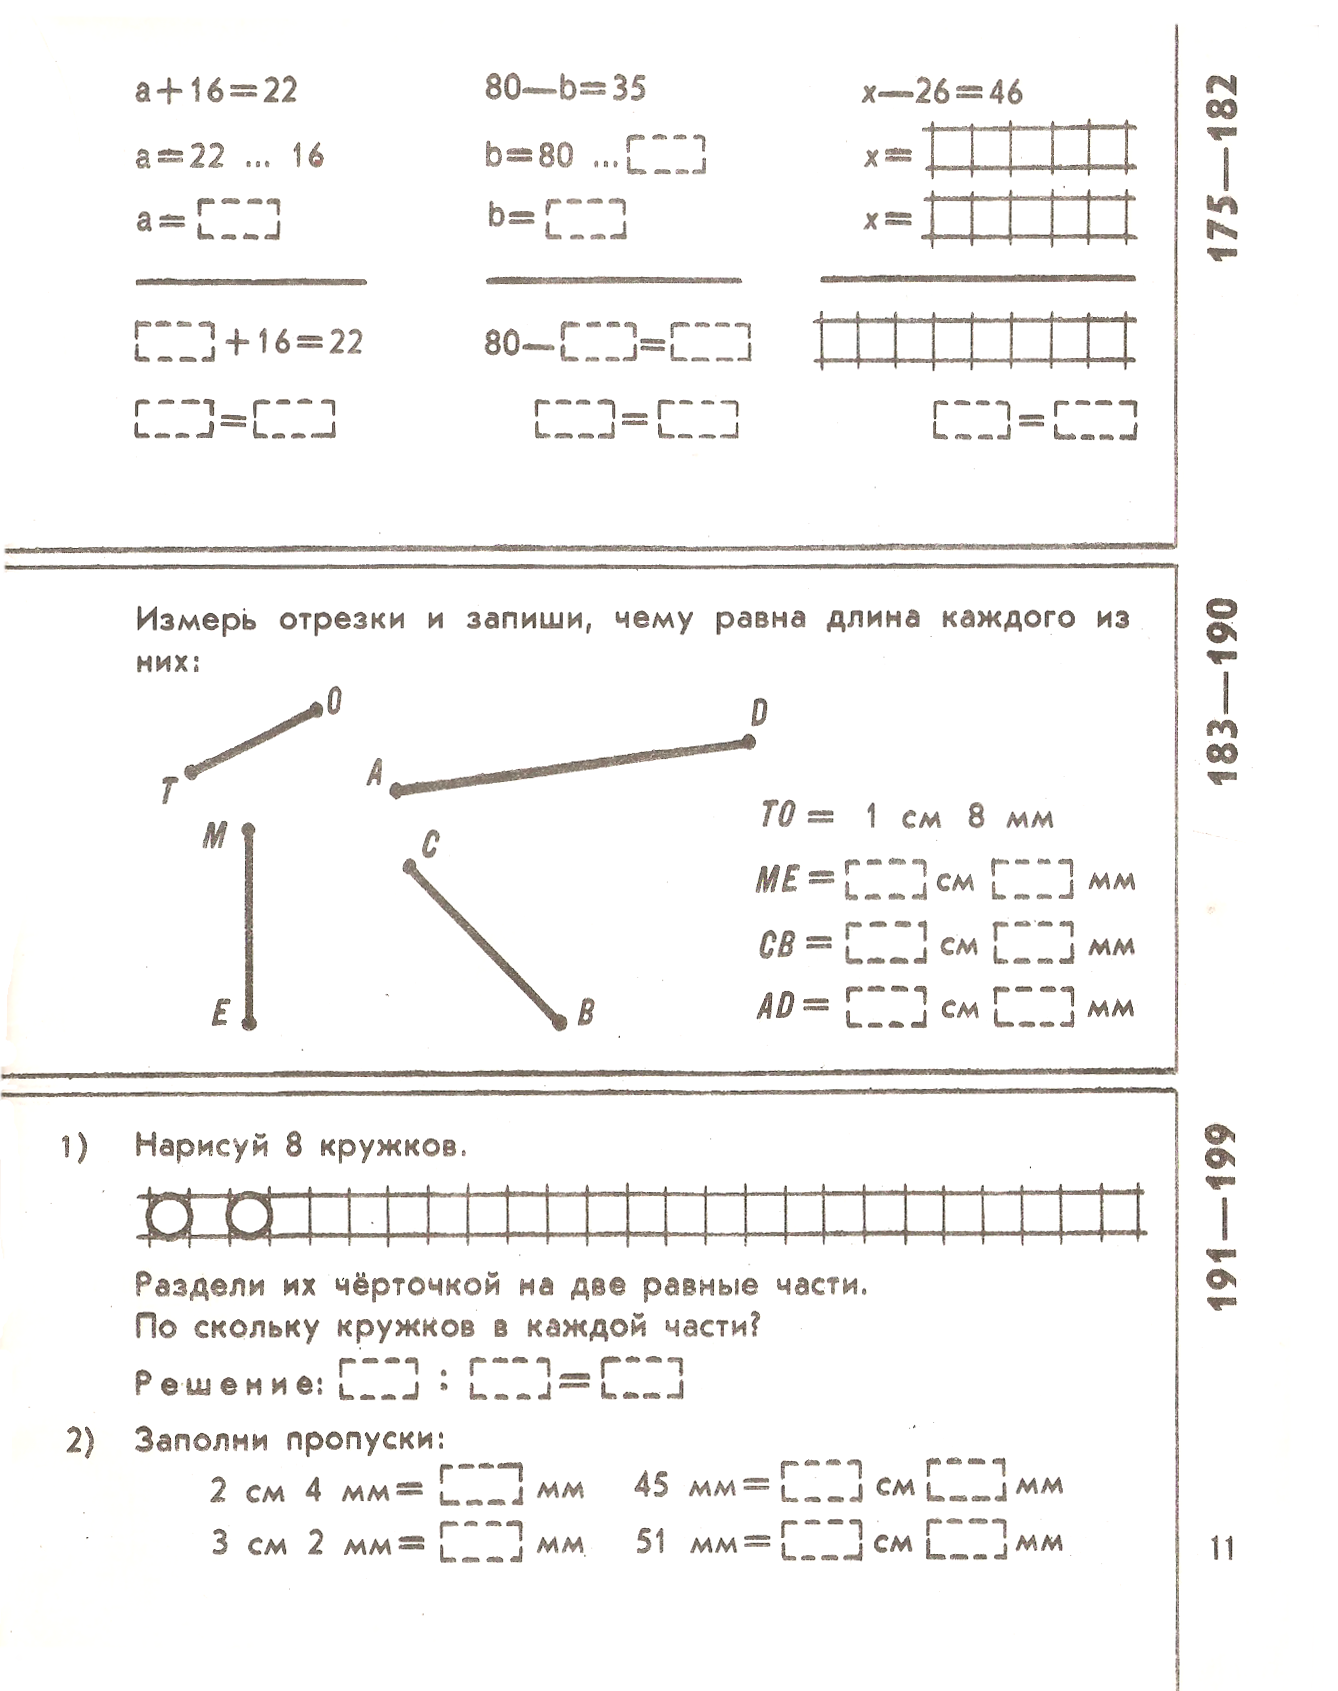 a+16=22 80—b=35 x—26=46
a=22 ... 16 b=80 ... x=
a= b= x=
+16=22 80— =
= = =
175—182
Измерь отрезки и запиши, чему равна длина каждого из
них:
O
D
T
A
M
C
TO= 1 см 8 мм
ME= см мм
CB= см мм
E
B
AD= см мм
183—190
1) Нарисуй 8 кружков.
Раздели их чёрточкой на две равные части.
По скольку кружков в каждой части?
Решение: : =
2) Заполни пропуски:
2 см 4 мм= мм 45 мм= см мм
3 см 2 мм= мм 51 мм= см мм
191—199
11